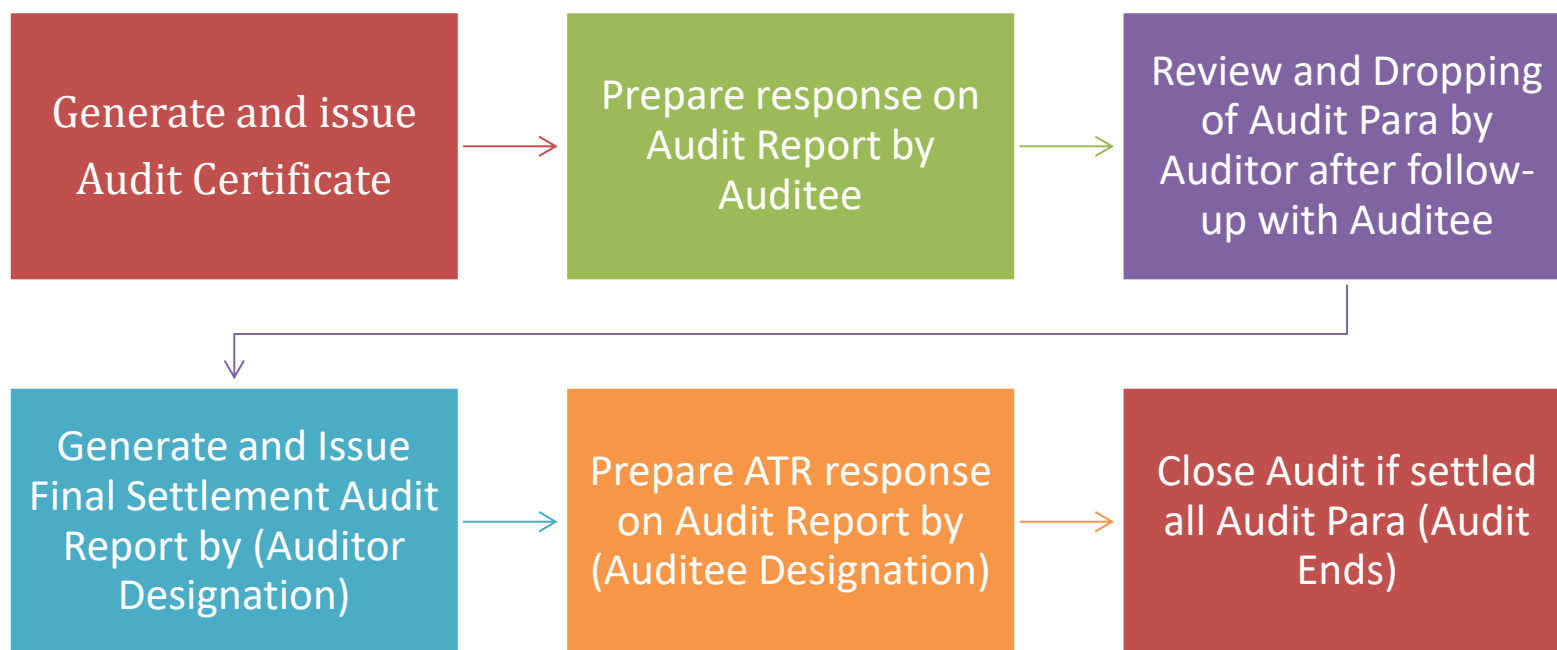 Generate and issue
Audit Certificate
Prepare response on
Audit Report by
Auditee
Review and Dropping
of Audit Para by
Auditor after follow-
up with Auditee
Generate and Issue
Final Settlement Audit
Report by (Auditor
Designation)
Prepare ATR response
on Audit Report by
(Auditee Designation)
Close Audit if settled
all Audit Para (Audit
Ends)